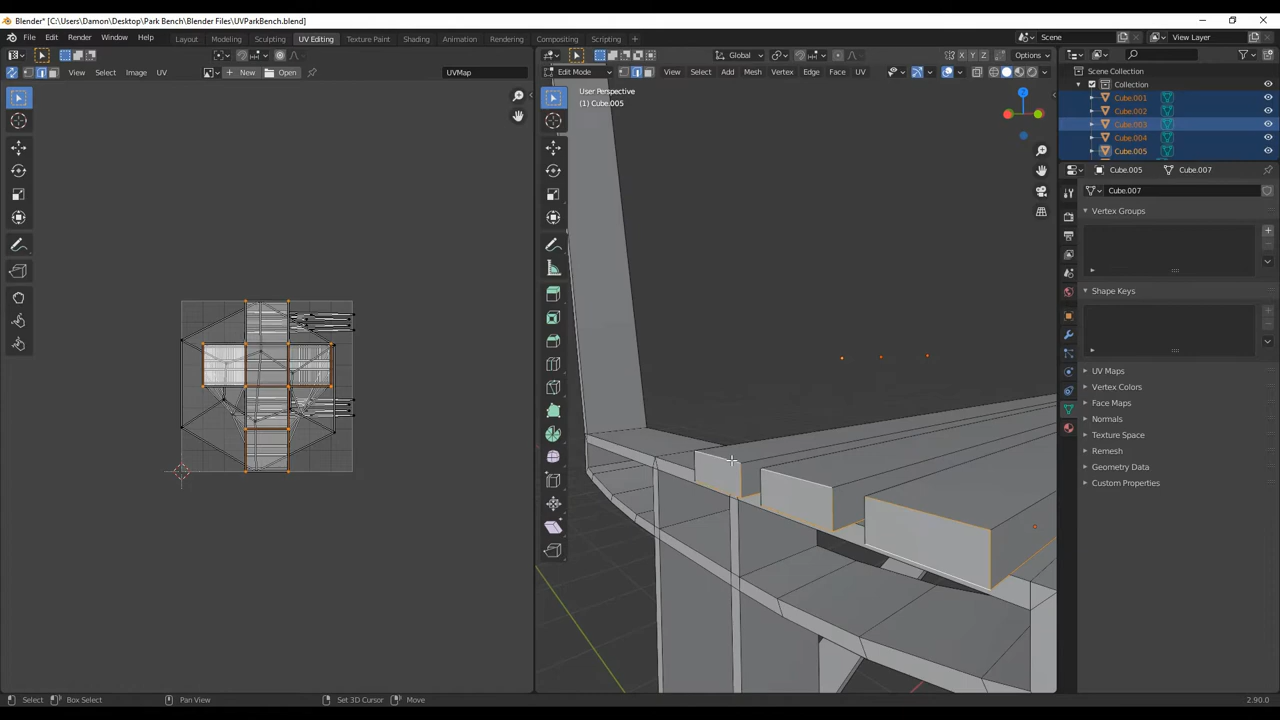 Blender* [C:\Users\Damon\Desktop\Park Bench\Blender Files\UVParkBench.blend]
File Edit Render Window Help Layout Modeling Sculpting UV Editing Texture Paint Shading Animation Rendering Compositing Scripting + Scene View Layer
Global Options
View Select Image UV New Open UVMap Edit Mode View Select Add Mesh Vertex Edge Face UV
X Y Z
Scene Collection
Collection
Cube.001
Cube.002
Cube.003
Cube.004
Cube.005
User Perspective
(1) Cube.005
Z
Cube.005 Cube.007
Cube.007
Vertex Groups
Shape Keys
UV Maps
Vertex Colors
Face Maps
Normals
Texture Space
Remesh
Geometry Data
Custom Properties
Select Box Select Pan View Set 3D Cursor Move 2.90.0